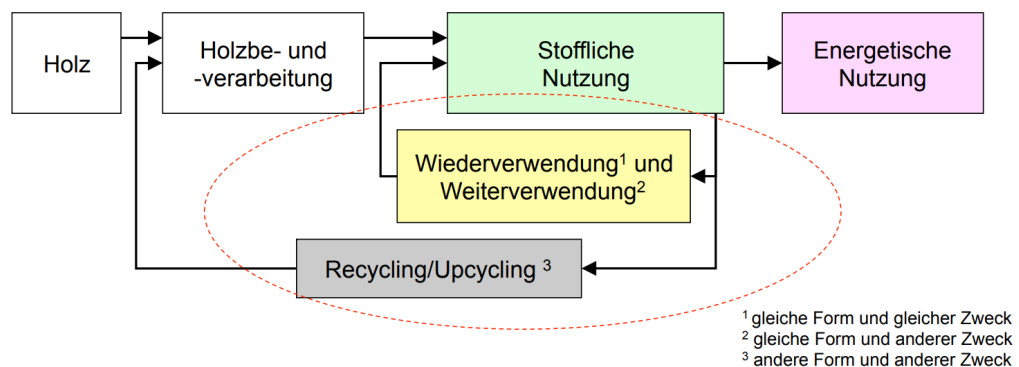 Holz
Holzbe- und
-verarbeitung
Stoffliche
Nutzung
Energetische
Nutzung
Wiederverwendung¹ und
Weiterverwendung²
Recycling/Upcycling ³
¹ gleiche Form und gleicher Zweck
² gleiche Form und anderer Zweck
³ andere Form und anderer Zweck